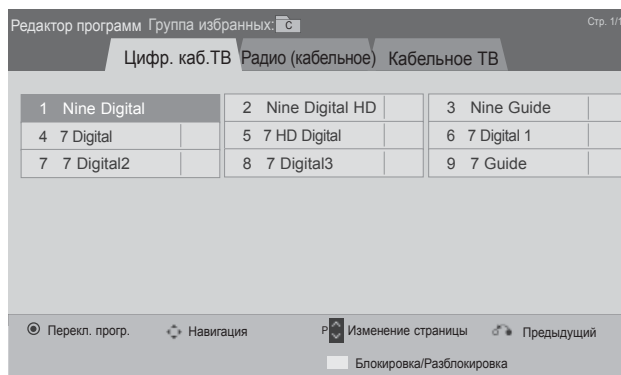 Редактор программ Группа избранных: C Стр. 1/1
Цифр. каб.ТВ Радио (кабельное) Кабельное ТВ
1 Nine Digital 2 Nine Digital HD 3 Nine Guide
4 7 Digital 5 7 HD Digital 6 7 Digital 1
7 7 Digital2 8 7 Digital3 9 7 Guide
Перекл. прогр. Навигация P Изменение страницы Предыдущий
Блокировка/Разблокировка